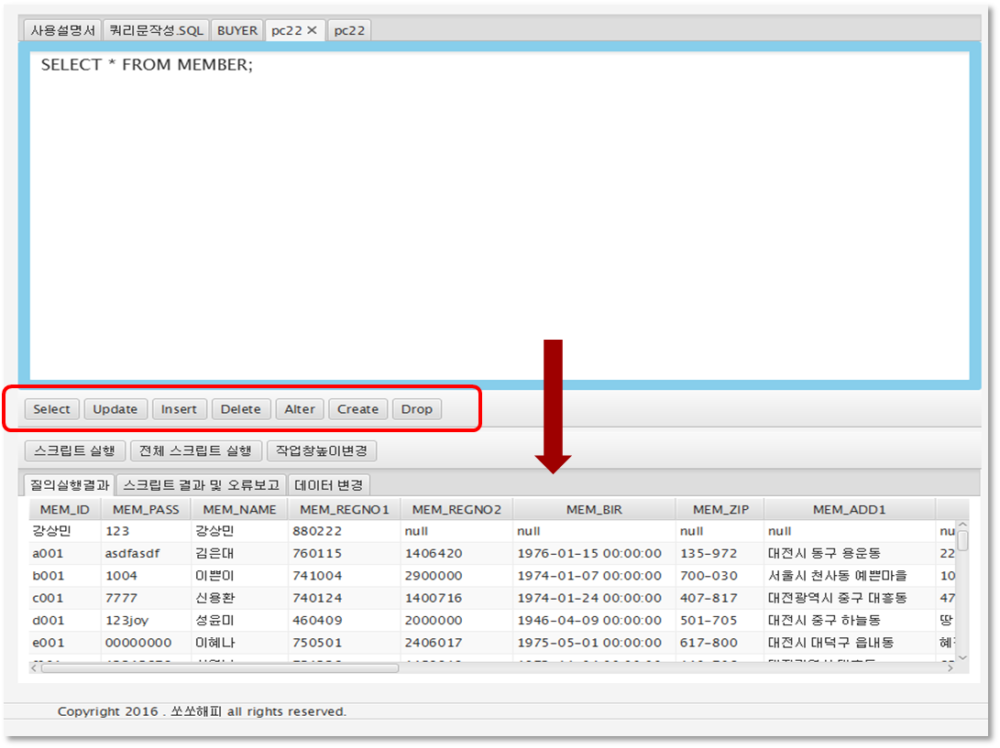 사용설명서 쿼리문작성.SQL BUYER pc22 ✕ pc22
SELECT * FROM MEMBER;
Select Update Insert Delete Alter Create Drop
스크립트 실행 전체 스크립트 실행 작업창높이변경
질의실행결과 스크립트 결과 및 오류보고 데이터 변경
MEM_ID MEM_PASS MEM_NAME MEM_REGNO1 MEM_REGNO2 MEM_BIR MEM_ZIP MEM_ADD1
강상민 123 강상민 880222 null null null null nu
a001 asdfasdf 김은대 760115 1406420 1976-01-15 00:00:00 135-972 대전시 동구 용운동 22
b001 1004 이쁜이 741004 2900000 1974-01-07 00:00:00 700-030 서울시 천사동 예쁜마을 10
c001 7777 신용환 740124 1400716 1974-01-24 00:00:00 407-817 대전광역시 중구 대흥동 47
d001 123joy 성윤미 460409 2000000 1946-04-09 00:00:00 501-705 대전시 중구 하늘동 땅
e001 00000000 이혜나 750501 2406017 1975-05-01 00:00:00 617-800 대전시 대덕구 읍내동 혜
Copyright 2016 . 쏘쏘해피 all rights reserved.